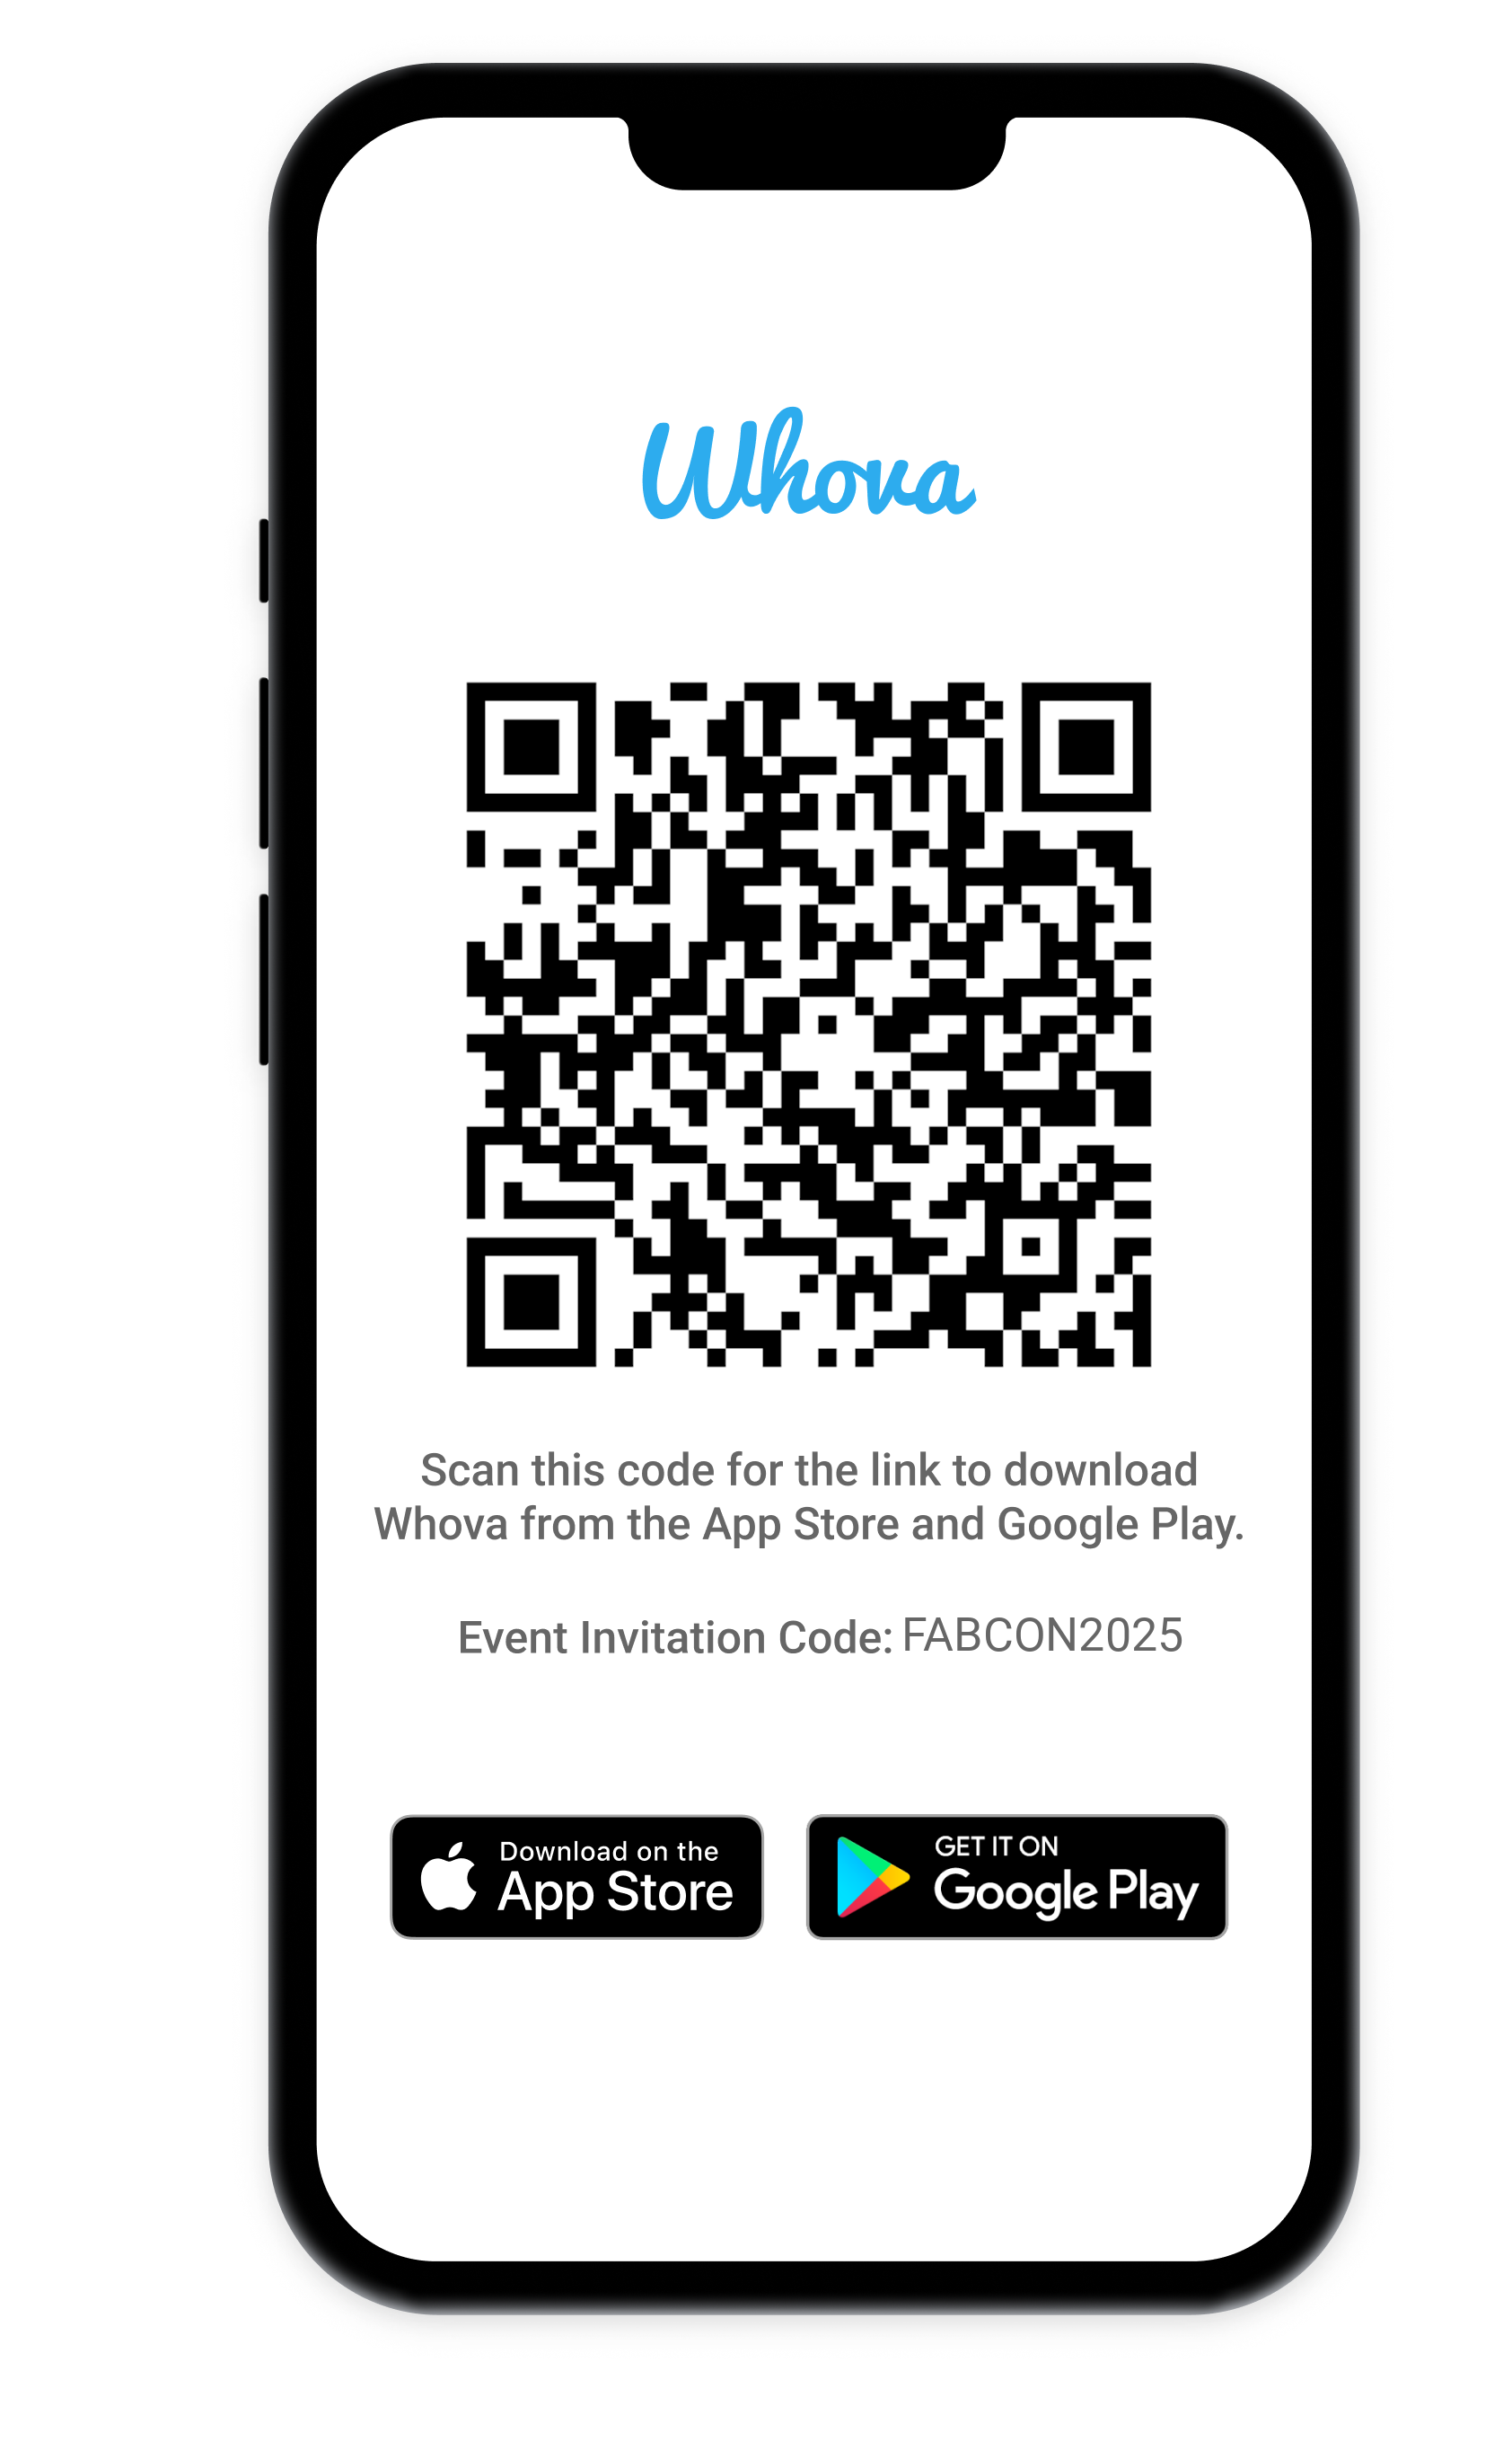 Whova
Scan this code for the link to download
Whova from the App Store and Google Play.
Event Invitation Code: FABCON2025
Download on the
App Store
GET IT ON
Google Play